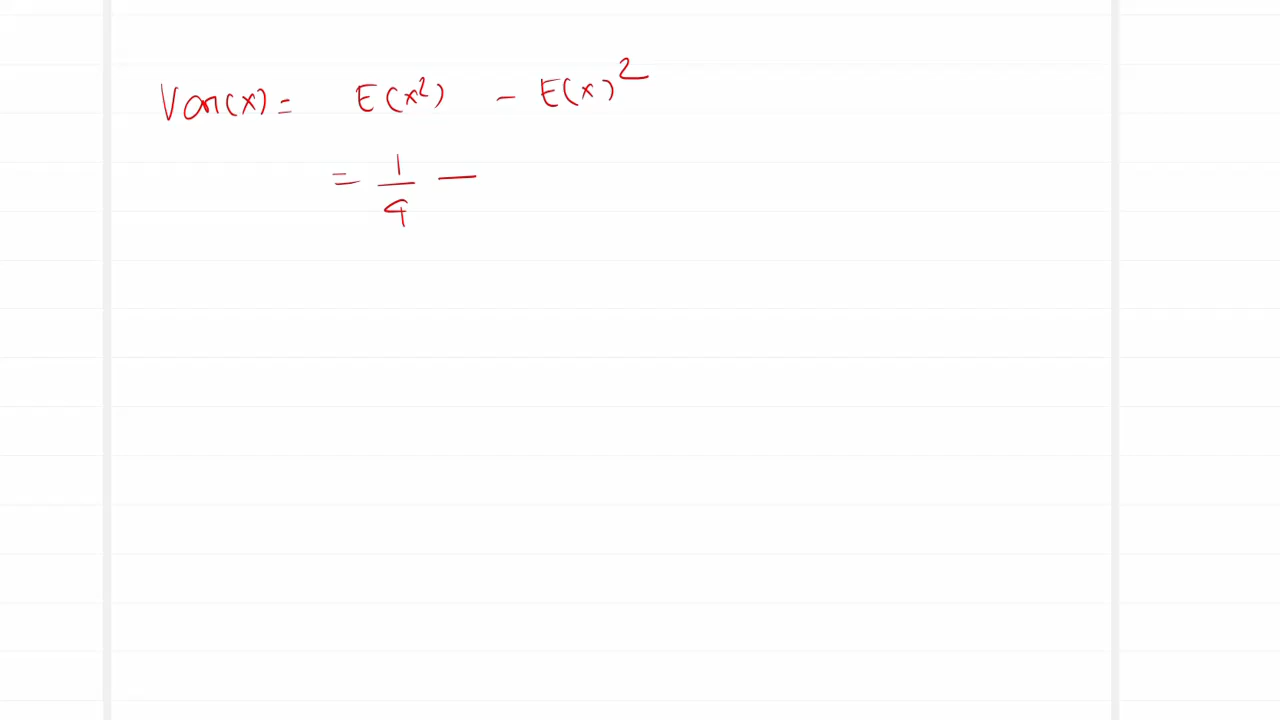 Var(x) = E(x²) - E(x)²
= 1/4 -